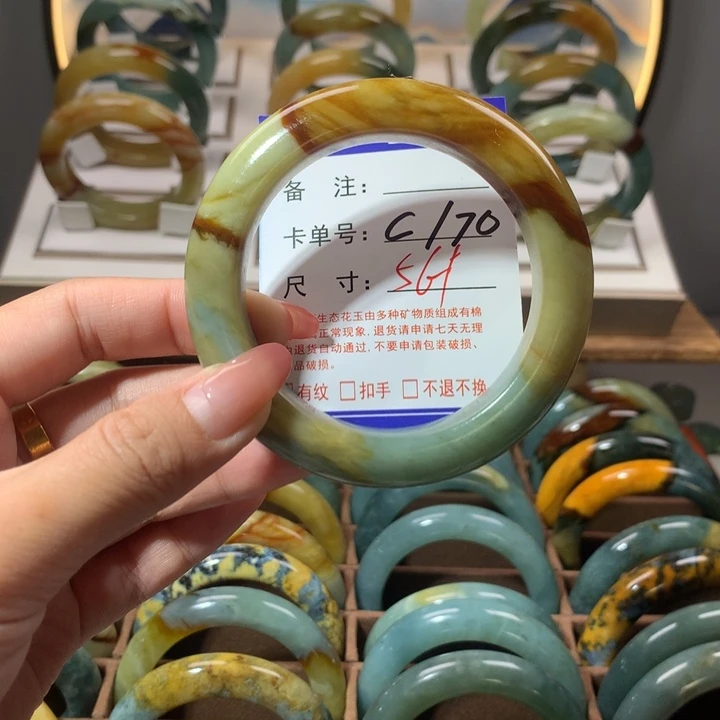 备 注：
卡单号：C170
尺 寸：
生态花玉由多种矿物质组成有棉
正常现象，退货请申请七天无理
退货自动通过，不要申请包装破损、
品破损。
有纹 □扣手 □不退不换